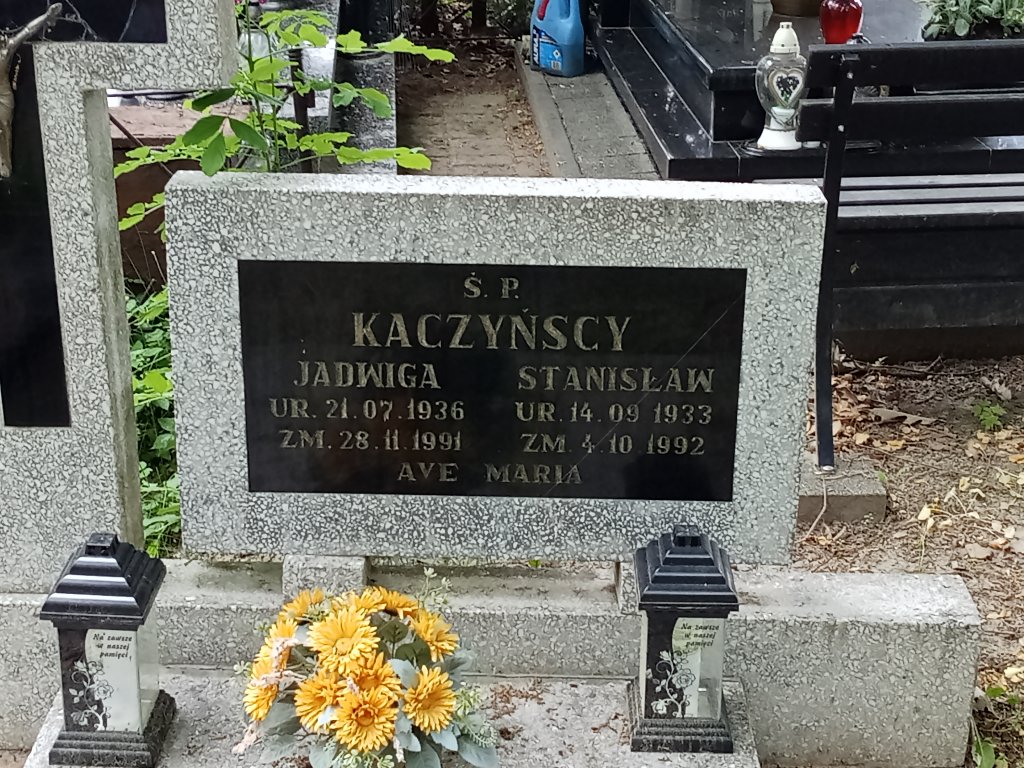 Ś. P.
KACZYŃSCY
JADWIGA STANISŁAW
UR. 21.07.1936 UR. 14.09 1933
ZM. 28.11.1991 ZM. 4.10 1992
AVE MARIA
Na zawsze
w naszej
pamięci
Na zawsze
w naszej
pamięci